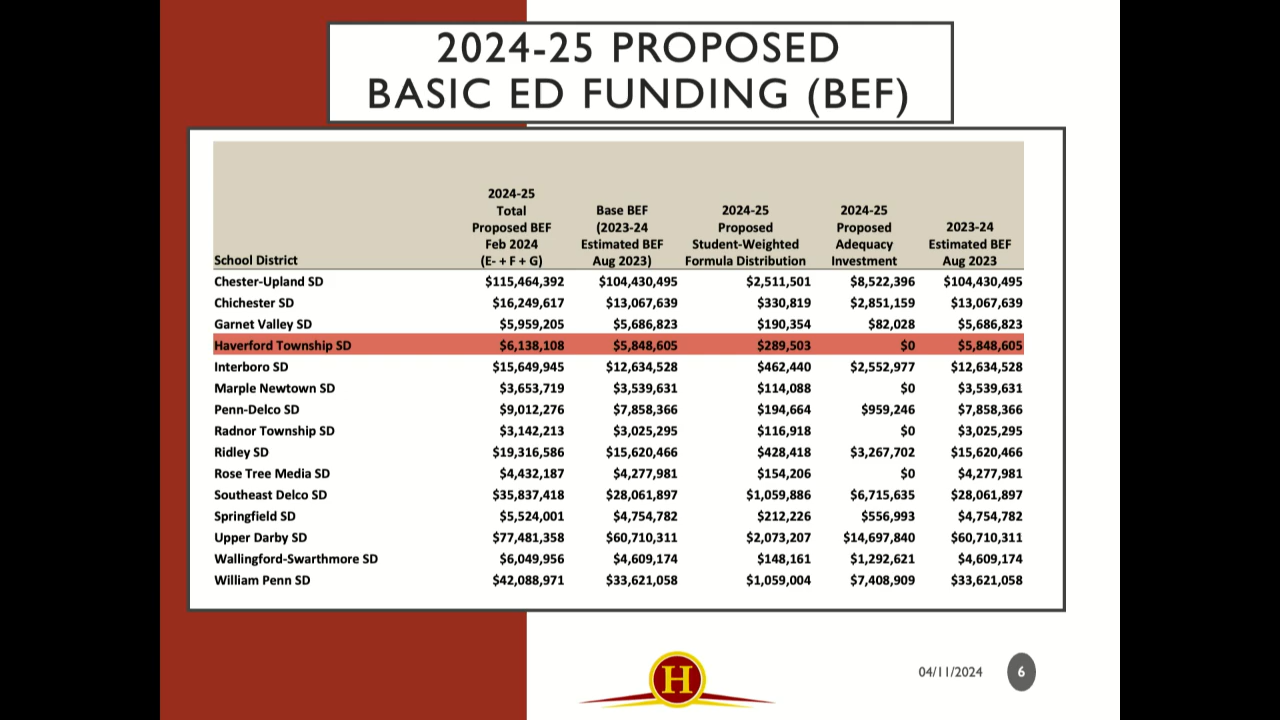 2024-25 PROPOSED
BASIC ED FUNDING (BEF)
2024-25
Total Base BEF 2024-25 2024-25
Proposed BEF (2023-24 Proposed Proposed 2023-24
Feb 2024 Estimated BEF Student-Weighted Adequacy Estimated BEF
School District (E- + F + G) Aug 2023) Formula Distribution Investment Aug 2023
Chester-Upland SD $115,464,392 $104,430,495 $2,511,501 $8,522,396 $104,430,495
Chichester SD $16,249,617 $13,067,639 $330,819 $2,851,159 $13,067,639
Garnet Valley SD $5,959,205 $5,686,823 $190,354 $82,028 $5,686,823
Haverford Township SD $6,138,108 $5,848,605 $289,503 $0 $5,848,605
Interboro SD $15,649,945 $12,634,528 $462,440 $2,552,977 $12,634,528
Marple Newtown SD $3,653,719 $3,539,631 $114,088 $0 $3,539,631
Penn-Delco SD $9,012,276 $7,858,366 $194,664 $959,246 $7,858,366
Radnor Township SD $3,142,213 $3,025,295 $116,918 $0 $3,025,295
Ridley SD $19,316,586 $15,620,466 $428,418 $3,267,702 $15,620,466
Rose Tree Media SD $4,432,187 $4,277,981 $154,206 $0 $4,277,981
Southeast Delco SD $35,837,418 $28,061,897 $1,059,886 $6,715,635 $28,061,897
Springfield SD $5,524,001 $4,754,782 $212,226 $556,993 $4,754,782
Upper Darby SD $77,481,358 $60,710,311 $2,073,207 $14,697,840 $60,710,311
Wallingford-Swarthmore SD $6,049,956 $4,609,174 $148,161 $1,292,621 $4,609,174
William Penn SD $42,088,971 $33,621,058 $1,059,004 $7,408,909 $33,621,058
H
04/11/2024 6